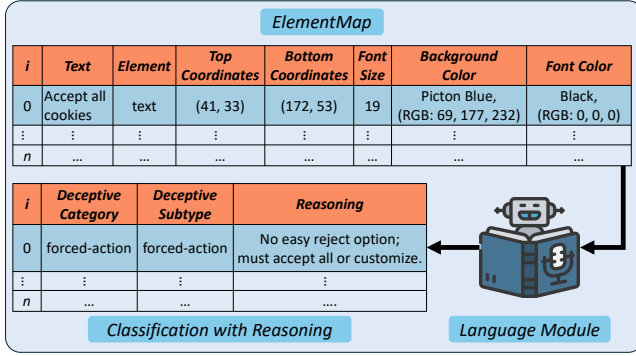 ElementMap
i Text Element Top Coordinates Bottom Coordinates Font Size Background Color Font Color
0 Accept all cookies text (41, 33) (172, 53) 19 Picton Blue, (RGB: 69, 177, 232) Black, (RGB: 0, 0, 0)
⋮ ⋮ ⋮ ⋮ ⋮ ⋮ ⋮ ⋮
n ... ... ... ... ... ... ...
i Deceptive Category Deceptive Subtype Reasoning
0 forced-action forced-action No easy reject option; must accept all or customize.
⋮ ⋮ ⋮ ⋮
n ... ... ....
Classification with Reasoning
Language Module